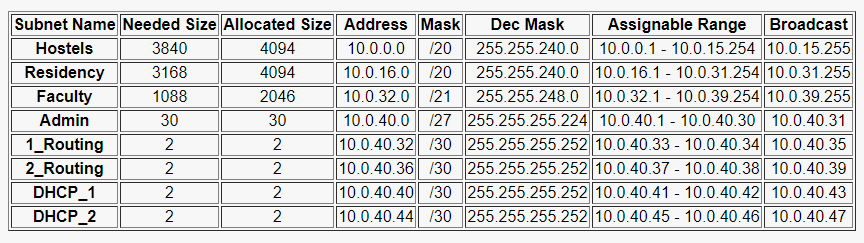 Subnet Name Needed Size Allocated Size Address Mask Dec Mask Assignable Range Broadcast
Hostels 3840 4094 10.0.0.0 /20 255.255.240.0 10.0.0.1 - 10.0.15.254 10.0.15.255
Residency 3168 4094 10.0.16.0 /20 255.255.240.0 10.0.16.1 - 10.0.31.254 10.0.31.255
Faculty 1088 2046 10.0.32.0 /21 255.255.248.0 10.0.32.1 - 10.0.39.254 10.0.39.255
Admin 30 30 10.0.40.0 /27 255.255.255.224 10.0.40.1 - 10.0.40.30 10.0.40.31
1_Routing 2 2 10.0.40.32 /30 255.255.255.252 10.0.40.33 - 10.0.40.34 10.0.40.35
2_Routing 2 2 10.0.40.36 /30 255.255.255.252 10.0.40.37 - 10.0.40.38 10.0.40.39
DHCP_1 2 2 10.0.40.40 /30 255.255.255.252 10.0.40.41 - 10.0.40.42 10.0.40.43
DHCP_2 2 2 10.0.40.44 /30 255.255.255.252 10.0.40.45 - 10.0.40.46 10.0.40.47